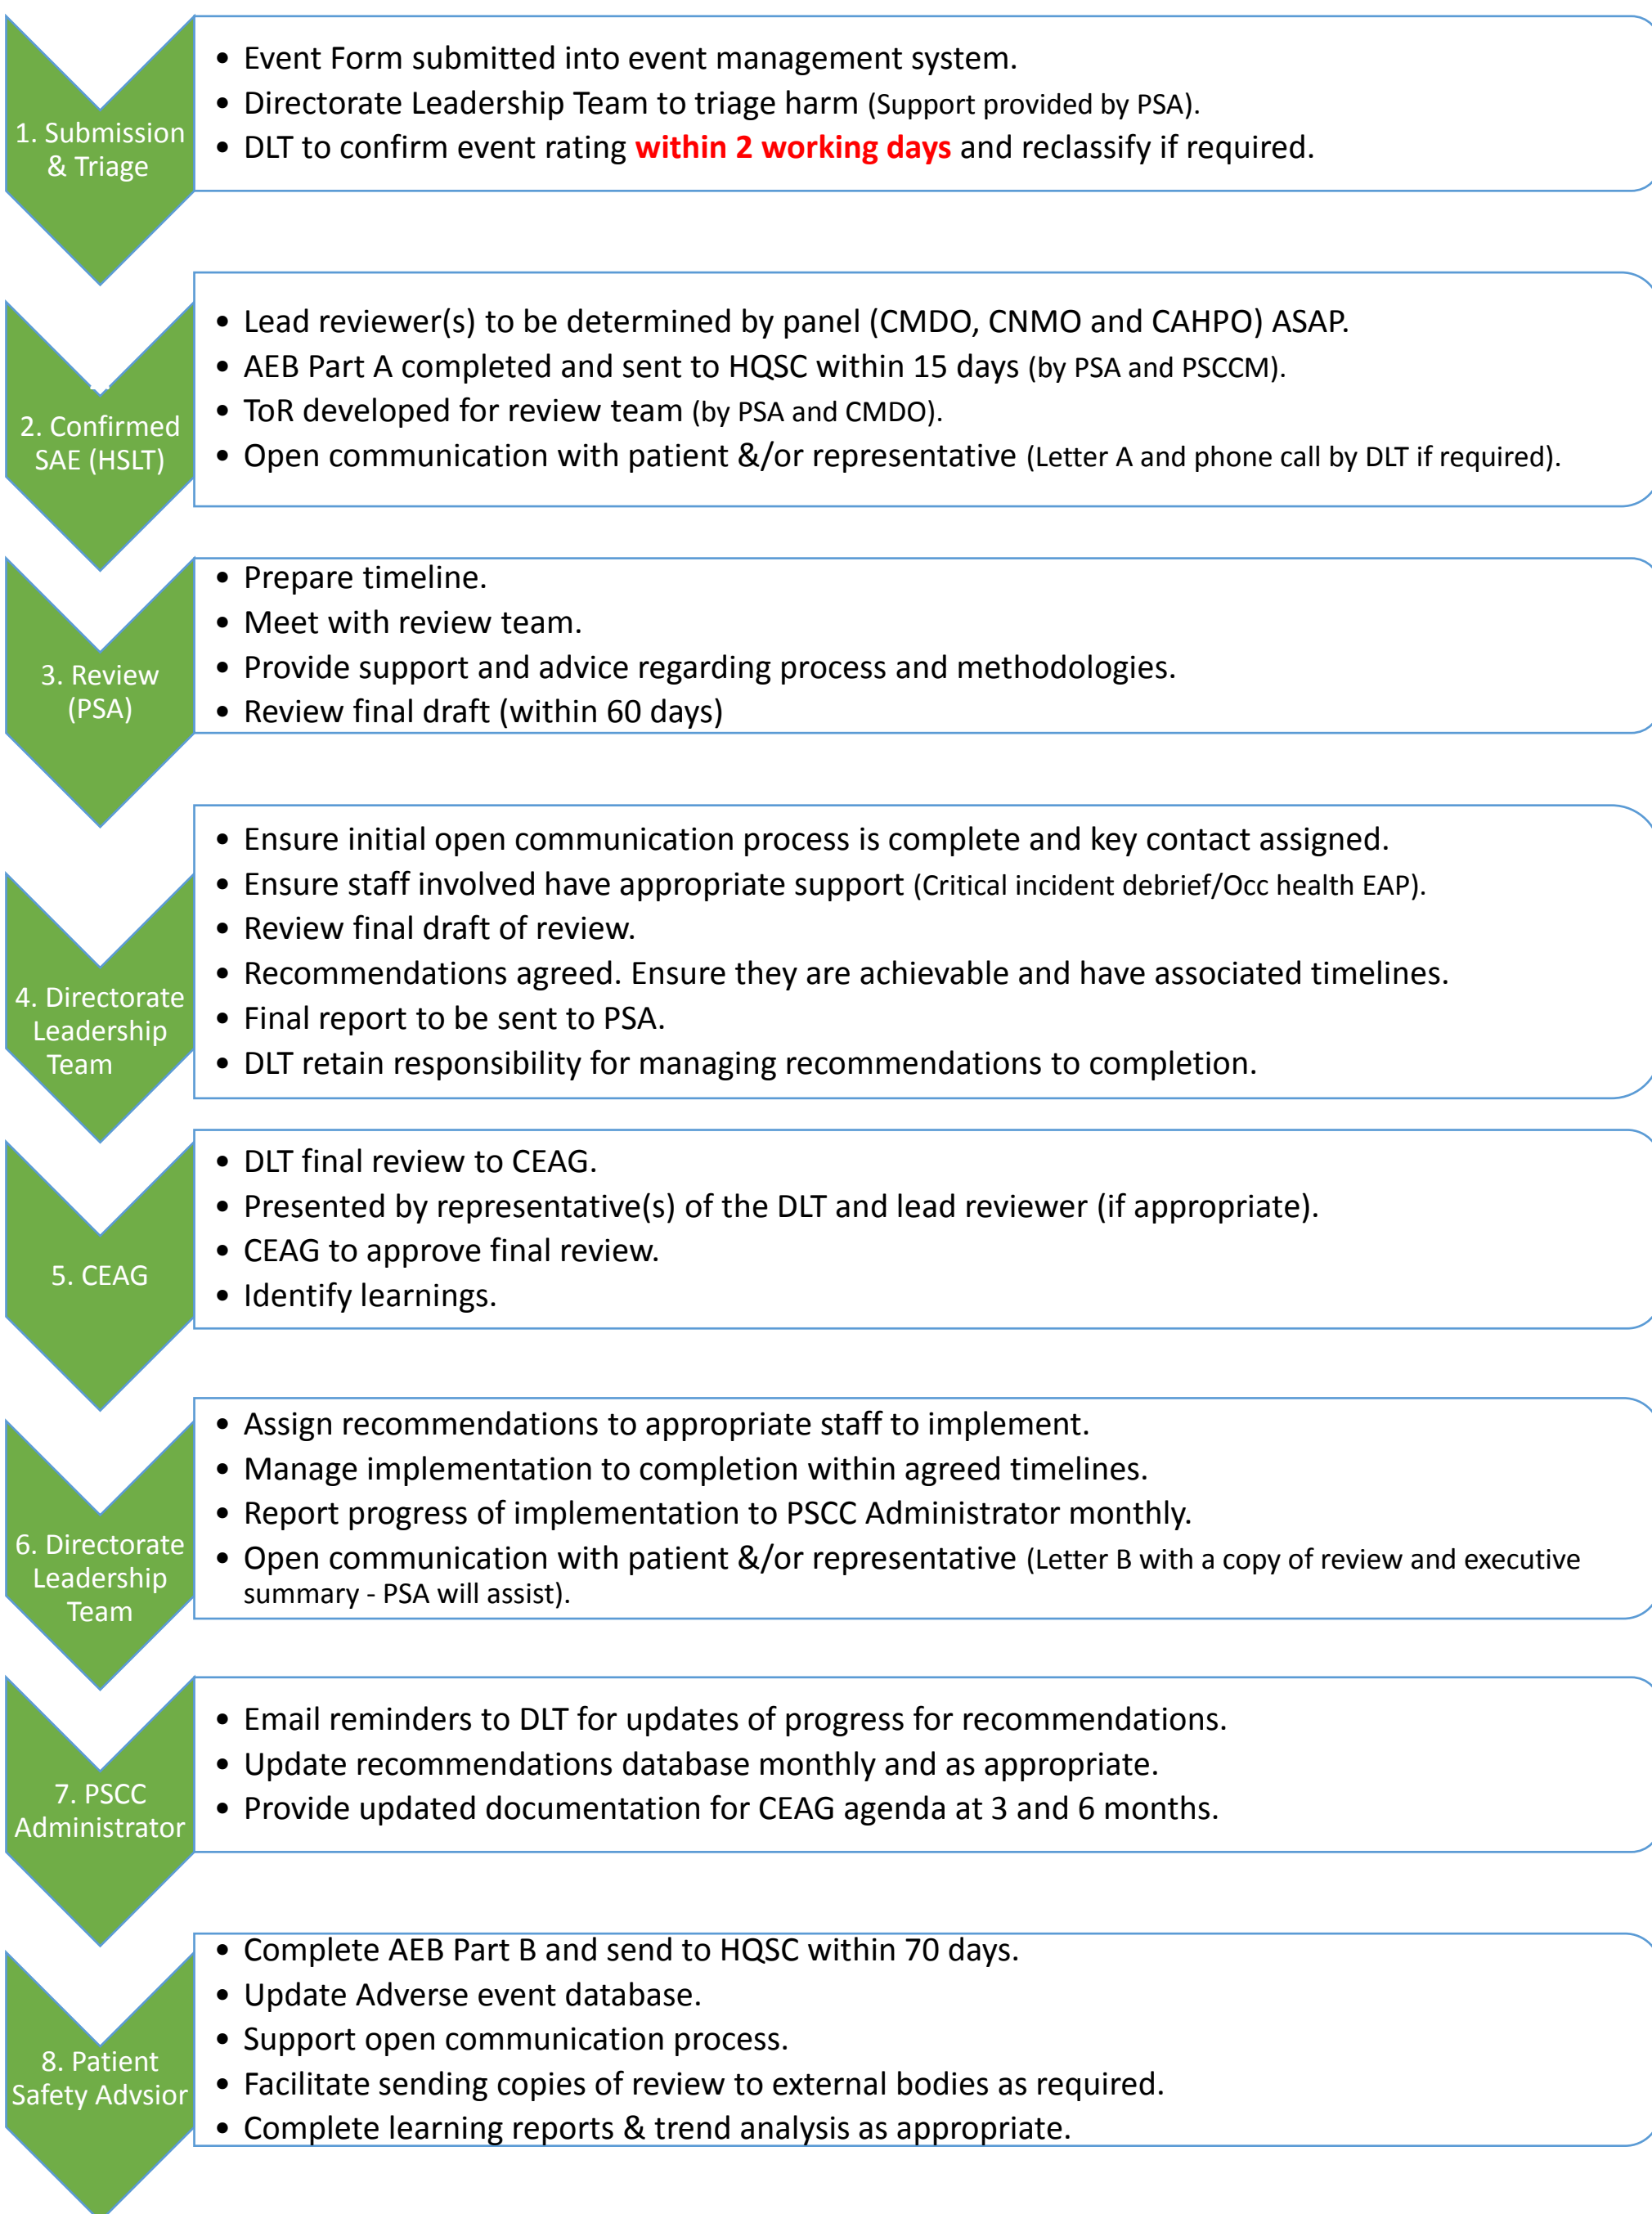 1. Submission
& Triage
• Event Form submitted into event management system.
• Directorate Leadership Team to triage harm (Support provided by PSA).
• DLT to confirm event rating within 2 working days and reclassify if required.
2. Confirmed
SAE (HSLT)
• Lead reviewer(s) to be determined by panel (CMDO, CNMO and CAHPO) ASAP.
• AEB Part A completed and sent to HQSC within 15 days (by PSA and PSCCM).
• ToR developed for review team (by PSA and CMDO).
• Open communication with patient &/or representative (Letter A and phone call by DLT if required).
3. Review
(PSA)
• Prepare timeline.
• Meet with review team.
• Provide support and advice regarding process and methodologies.
• Review final draft (within 60 days)
4. Directorate
Leadership
Team
• Ensure initial open communication process is complete and key contact assigned.
• Ensure staff involved have appropriate support (Critical incident debrief/Occ health EAP).
• Review final draft of review.
• Recommendations agreed. Ensure they are achievable and have associated timelines.
• Final report to be sent to PSA.
• DLT retain responsibility for managing recommendations to completion.
5. CEAG
• DLT final review to CEAG.
• Presented by representative(s) of the DLT and lead reviewer (if appropriate).
• CEAG to approve final review.
• Identify learnings.
6. Directorate
Leadership
Team
• Assign recommendations to appropriate staff to implement.
• Manage implementation to completion within agreed timelines.
• Report progress of implementation to PSCC Administrator monthly.
• Open communication with patient &/or representative (Letter B with a copy of review and executive
summary - PSA will assist).
7. PSCC
Administrator
• Email reminders to DLT for updates of progress for recommendations.
• Update recommendations database monthly and as appropriate.
• Provide updated documentation for CEAG agenda at 3 and 6 months.
8. Patient
Safety Advsior
• Complete AEB Part B and send to HQSC within 70 days.
• Update Adverse event database.
• Support open communication process.
• Facilitate sending copies of review to external bodies as required.
• Complete learning reports & trend analysis as appropriate.